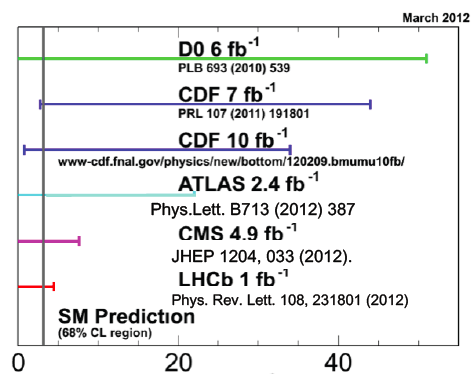 March 2012
D0 6 fb-1
PLB 693 (2010) 539
CDF 7 fb-1
PRL 107 (2011) 191801
CDF 10 fb-1
www-cdf.fnal.gov/physics/new/bottom/120209.bmumu10fb/
ATLAS 2.4 fb-1
Phys.Lett. B713 (2012) 387
CMS 4.9 fb-1
JHEP 1204, 033 (2012).
LHCb 1 fb-1
Phys. Rev. Lett. 108, 231801 (2012)
SM Prediction
(68% CL region)
0 20 40